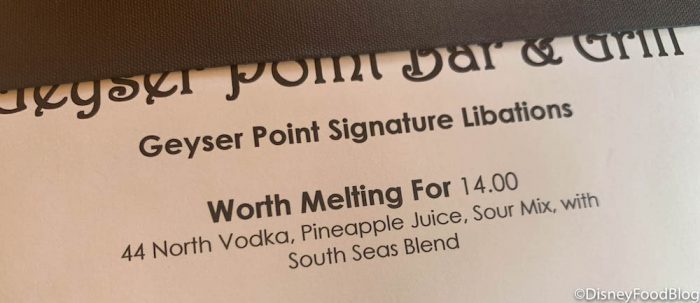 Geyser Point Bar & Grill
Geyser Point Signature Libations
Worth Melting For 14.00
44 North Vodka, Pineapple Juice, Sour Mix, with
South Seas Blend
©DisneyFoodBlog